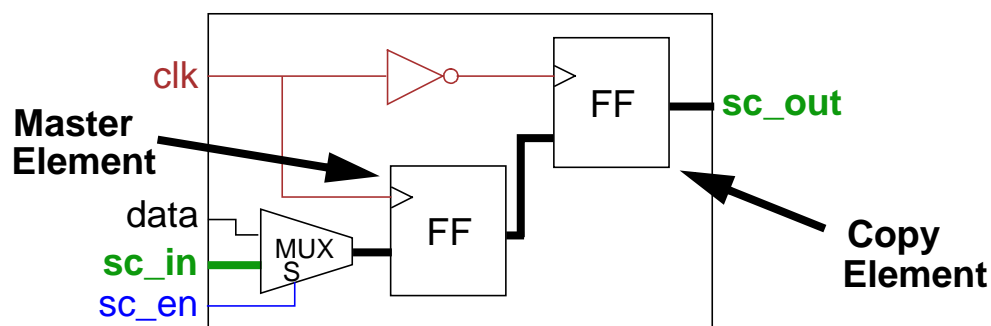 clk
FF
sc_out
Master
Element
data
MUX
S
FF
sc_in
sc_en
Copy
Element